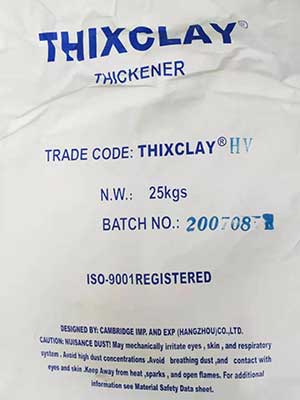 THIXCLAY®
THICKENER
TRADE CODE: THIXCLAY® HV
N.W.: 25kgs
BATCH NO.: 200708
ISO-9001REGISTERED
DESIGNED BY: CAMBRIDGE IMP. AND EXP (HANGZHOU)CO.,LTD.
CAUTION: NUISANCE DUST! May mechanically irritate eyes , skin , and respiratory
system . Avoid high dust concentrations .Avoid breathing dust ,and contact with
eyes and skin .Keep Away from heat ,sparks , and open flames. For additional
information see Material Safety Data sheet.